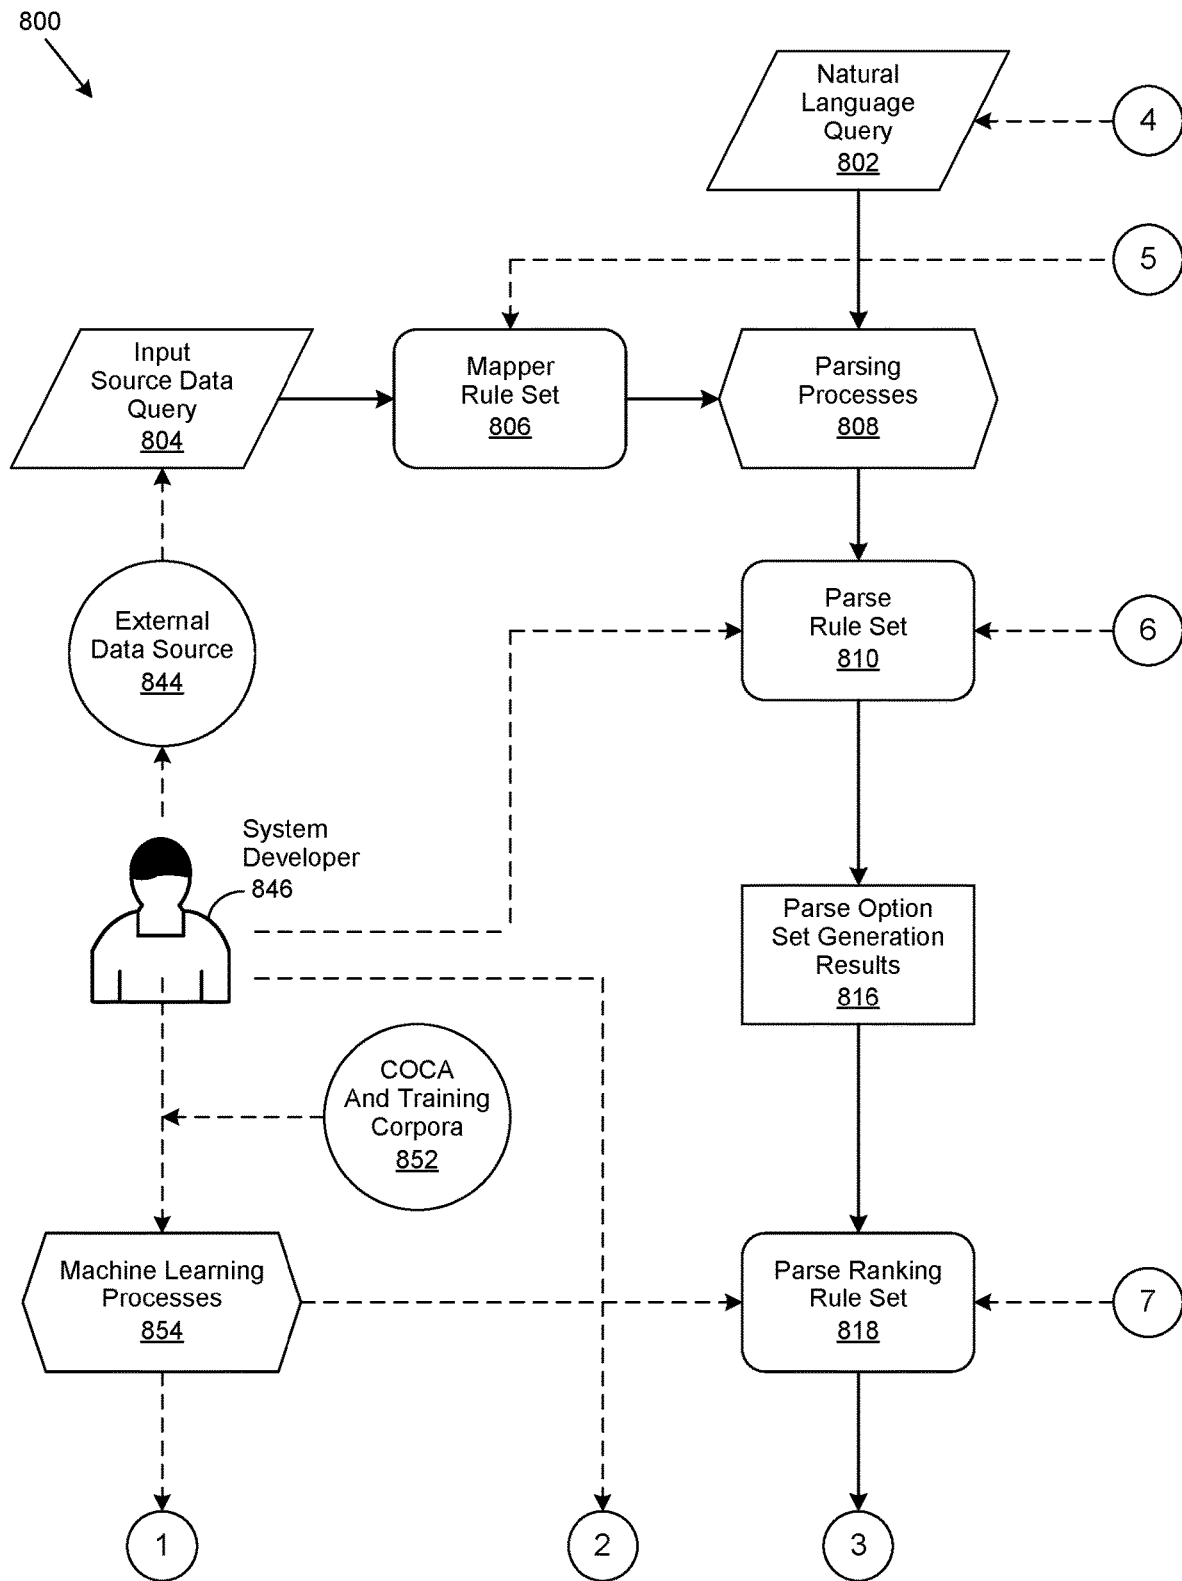 800
Natural
Language
Query
802
4
5
Input
Source Data
Query
804
Mapper
Rule Set
806
Parsing
Processes
808
External
Data Source
844
Parse
Rule Set
810
6
System
Developer
846
Parse Option
Set Generation
Results
816
COCA
And Training
Corpora
852
Machine Learning
Processes
854
Parse Ranking
Rule Set
818
7
1
2
3